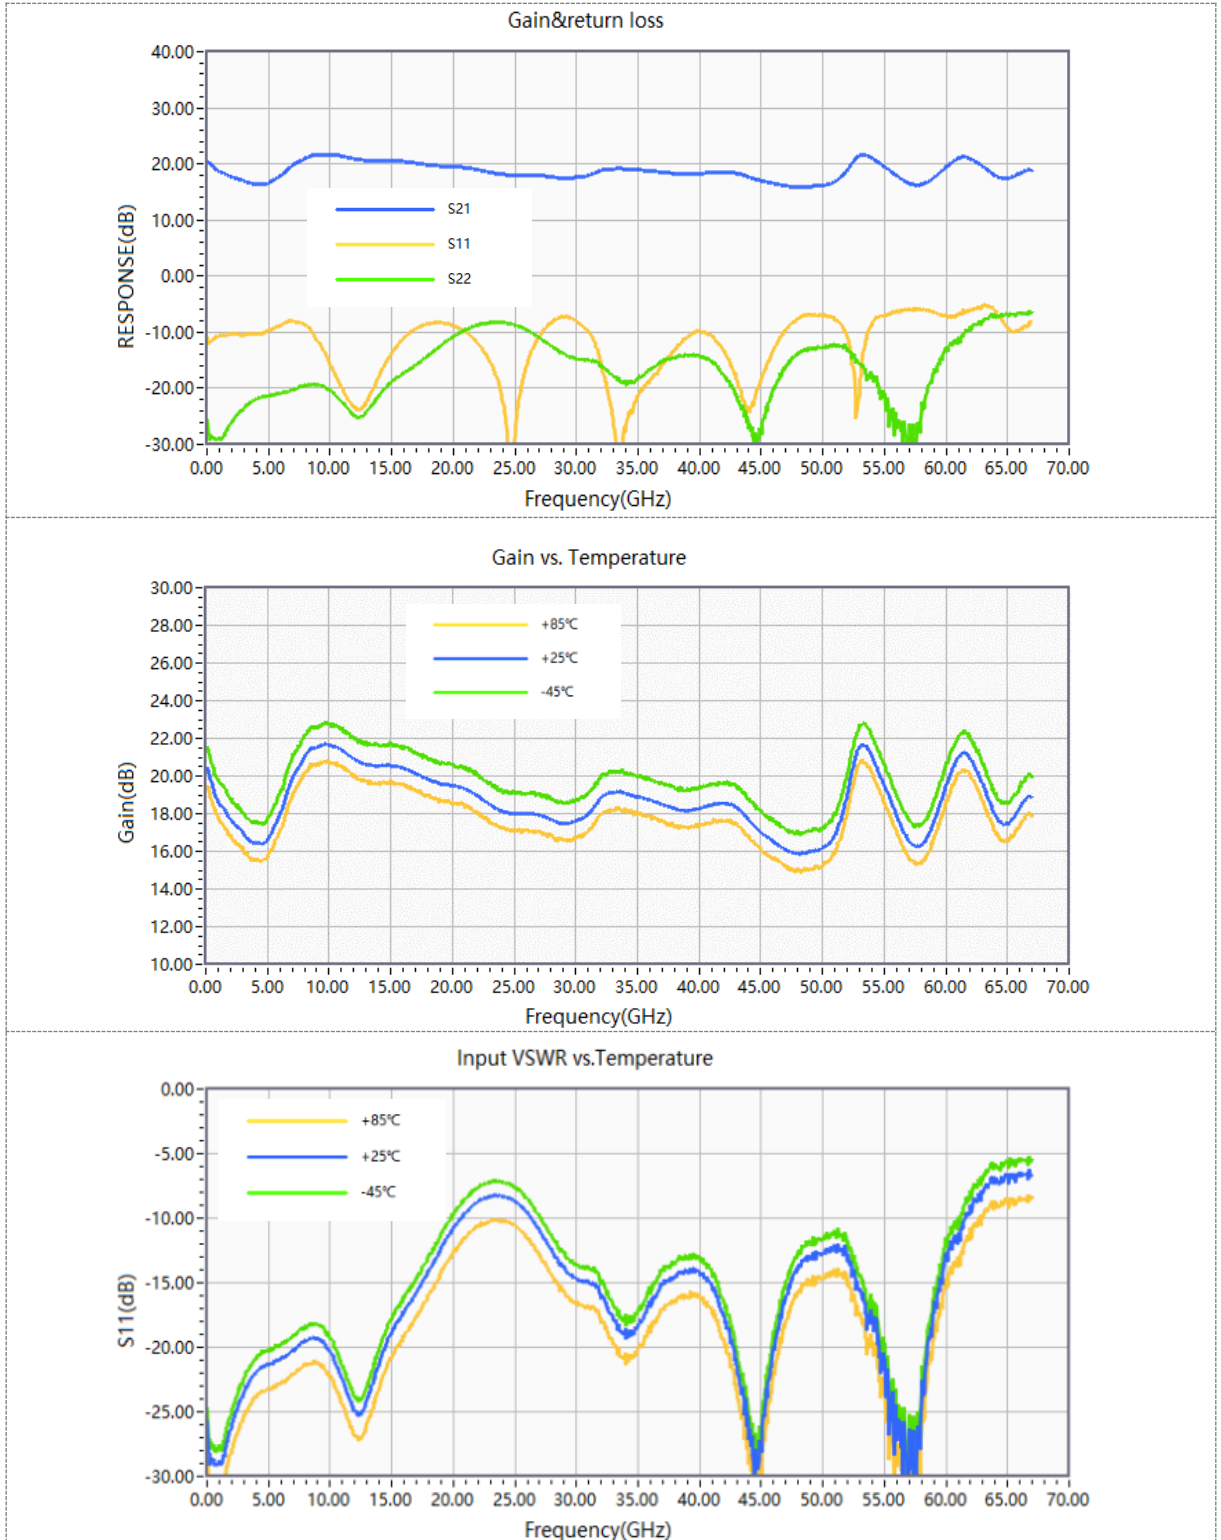 Gain&return loss
40.00
30.00
20.00
10.00
0.00
-10.00
-20.00
-30.00
RESPONSE(dB)
S21
S11
S22
0.00 5.00 10.00 15.00 20.00 25.00 30.00 35.00 40.00 45.00 50.00 55.00 60.00 65.00 70.00
Frequency(GHz)
Gain vs. Temperature
30.00
28.00
26.00
24.00
22.00
20.00
18.00
16.00
14.00
12.00
10.00
Gain(dB)
+85℃
+25℃
-45℃
0.00 5.00 10.00 15.00 20.00 25.00 30.00 35.00 40.00 45.00 50.00 55.00 60.00 65.00 70.00
Frequency(GHz)
Input VSWR vs.Temperature
0.00
-5.00
-10.00
-15.00
-20.00
-25.00
-30.00
S11(dB)
+85℃
+25℃
-45℃
0.00 5.00 10.00 15.00 20.00 25.00 30.00 35.00 40.00 45.00 50.00 55.00 60.00 65.00 70.00
Frequency(GHz)